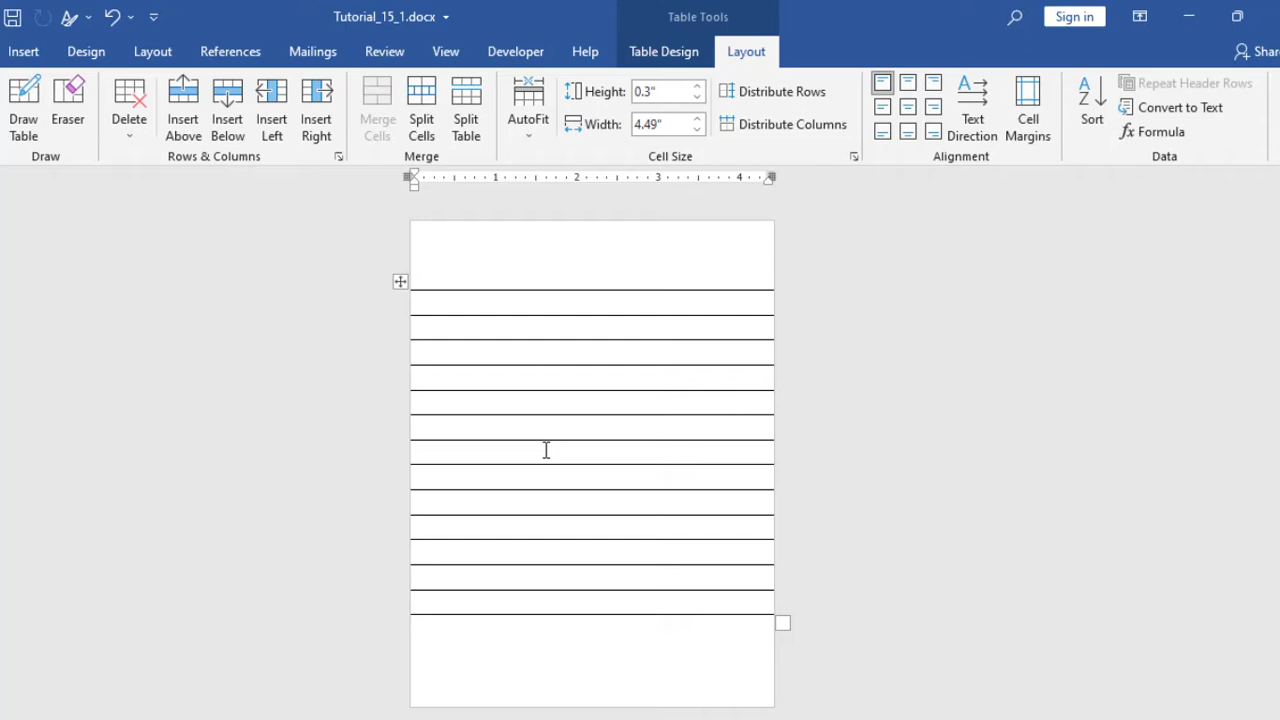 Tutorial_15_1.docx
Table Tools
Sign in
Insert Design Layout References Mailings Review View Developer Help Table Design Layout Shar
Draw Table
Eraser
Delete
Insert Above
Insert Below
Insert Left
Insert Right
Merge Cells
Split Cells
Split Table
AutoFit
Height: 0.3"
Width: 4.49"
Distribute Rows
Distribute Columns
Text Direction
Cell Margins
A Z Sort
Repeat Header Rows
Convert to Text
fx Formula
Draw Rows & Columns Merge Cell Size Alignment Data
1 2 3 4